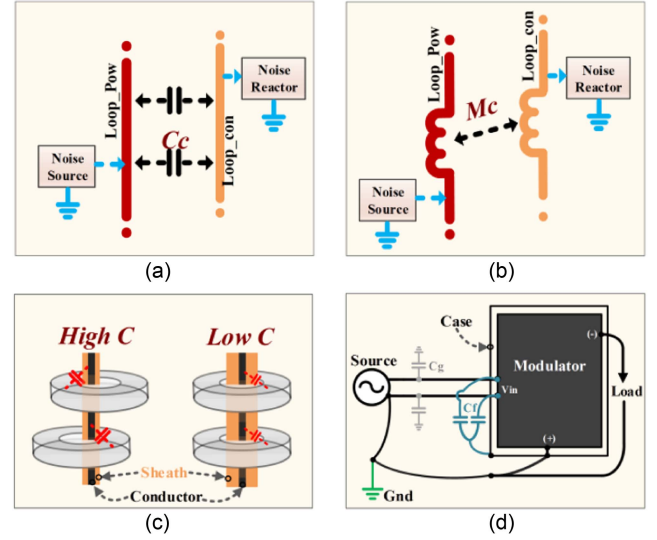 Loop_Pow
Loop_con
Cc
Noise
Reactor
Noise
Source
(a)
Loop_Pow
Loop_con
Mc
Noise
Reactor
Noise
Source
(b)
High C
Low C
Sheath
Conductor
(c)
Case
Source
Cg
Cf
Vin
Modulator
(-)
Load
(+)
Gnd
(d)